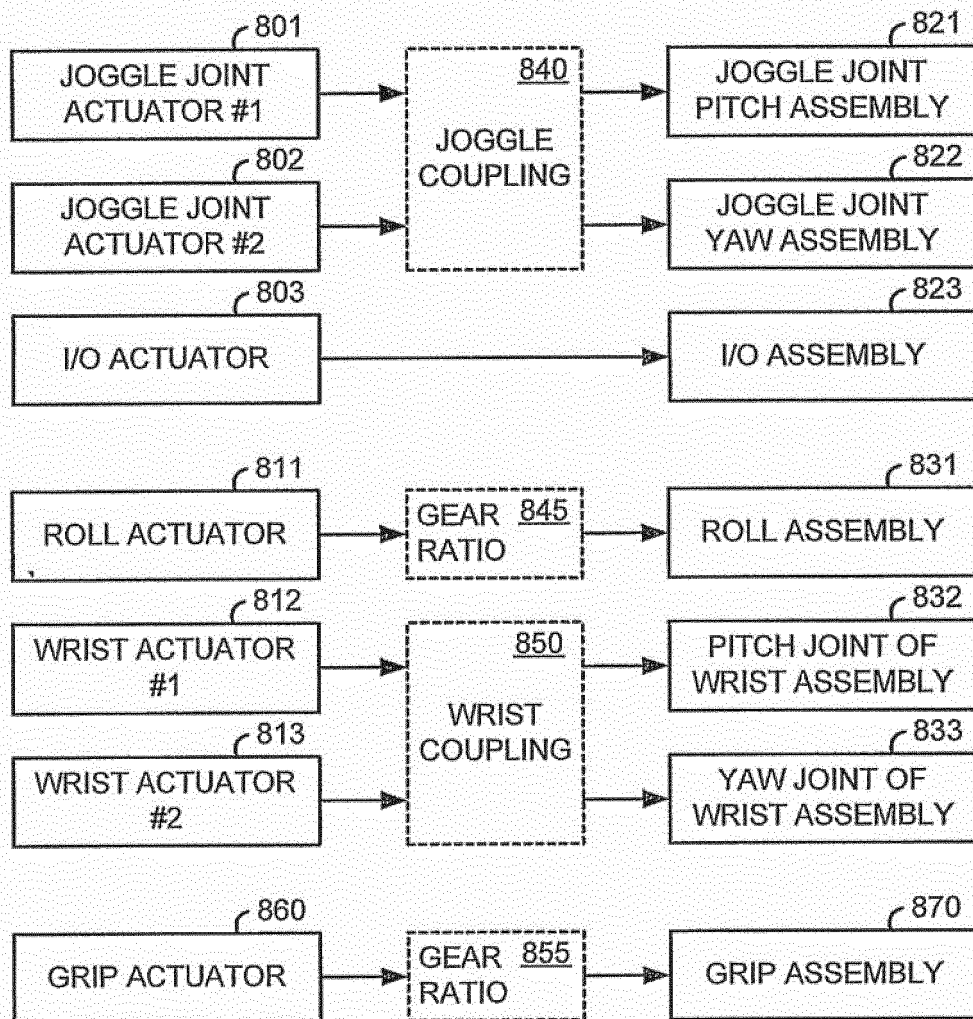 801
JOGGLE JOINT
ACTUATOR #1
840
JOGGLE
COUPLING
821
JOGGLE JOINT
PITCH ASSEMBLY
802
JOGGLE JOINT
ACTUATOR #2
822
JOGGLE JOINT
YAW ASSEMBLY
803
I/O ACTUATOR
823
I/O ASSEMBLY
811
ROLL ACTUATOR
GEAR 845
RATIO
831
ROLL ASSEMBLY
812
WRIST ACTUATOR
#1
850
WRIST
COUPLING
832
PITCH JOINT OF
WRIST ASSEMBLY
813
WRIST ACTUATOR
#2
833
YAW JOINT OF
WRIST ASSEMBLY
860
GRIP ACTUATOR
GEAR 855
RATIO
870
GRIP ASSEMBLY